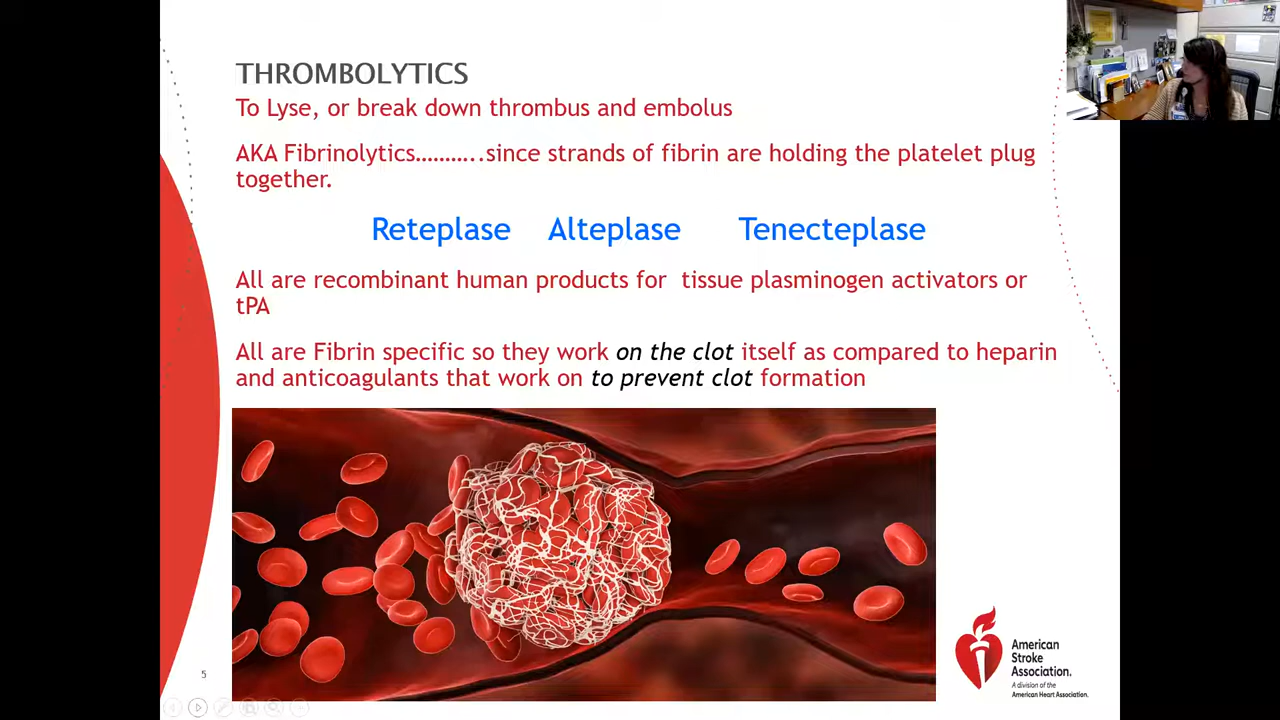 THROMBOLYTICS
To Lyse, or break down thrombus and embolus
AKA Fibrinolytics………..since strands of fibrin are holding the platelet plug
together.
Reteplase Alteplase Tenecteplase
All are recombinant human products for tissue plasminogen activators or
tPA
All are Fibrin specific so they work on the clot itself as compared to heparin
and anticoagulants that work on to prevent clot formation
American
Stroke
Association.
A division of the
American Heart Association.
5